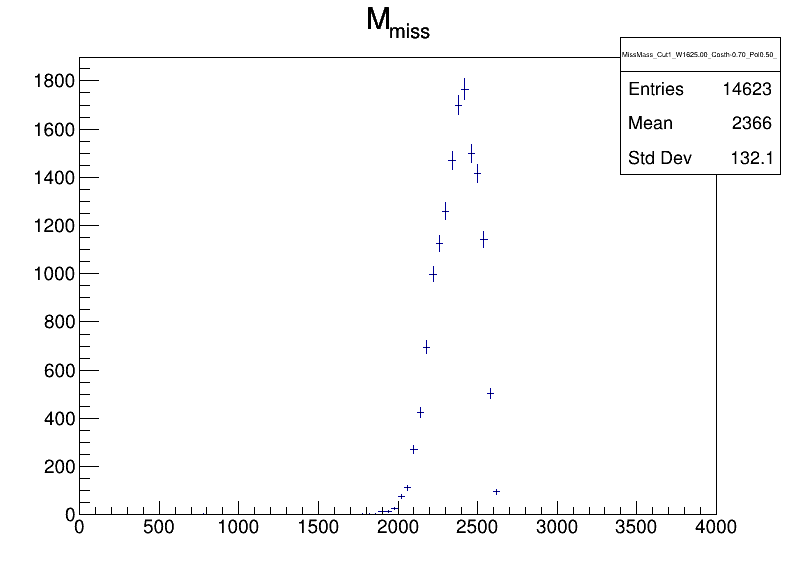 M_miss
MissMass_Cut1_W1625.00_Costh-0.70_Pol0.50_
Entries 14623
Mean 2366
Std Dev 132.1
1800
1600
1400
1200
1000
800
600
400
200
0
0 500 1000 1500 2000 2500 3000 3500 4000